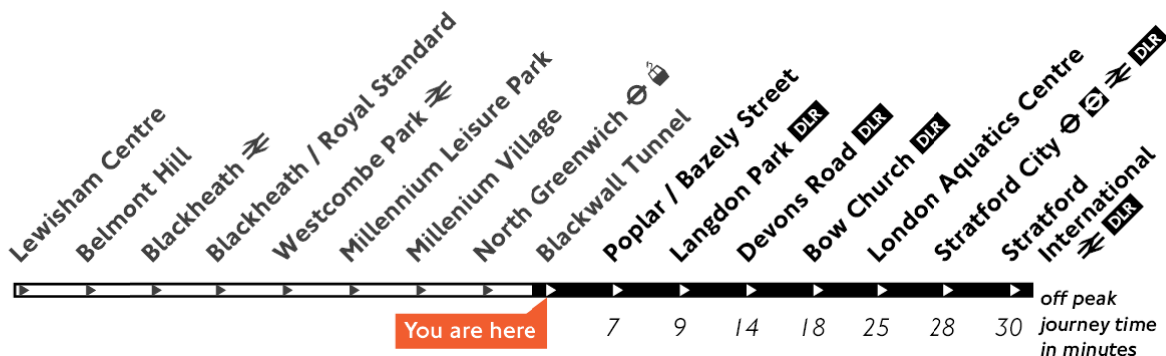 Lewisham Centre
Belmont Hill
Blackheath
Blackheath / Royal Standard
Westcombe Park
Millennium Leisure Park
Millenium Village
North Greenwich
Blackwall Tunnel
Poplar / Bazely Street
Langdon Park DLR
Devons Road DLR
Bow Church DLR
London Aquatics Centre
Stratford City DLR
Stratford
International
DLR
You are here
7 9 14 18 25 28 30
off peak
journey time
in minutes